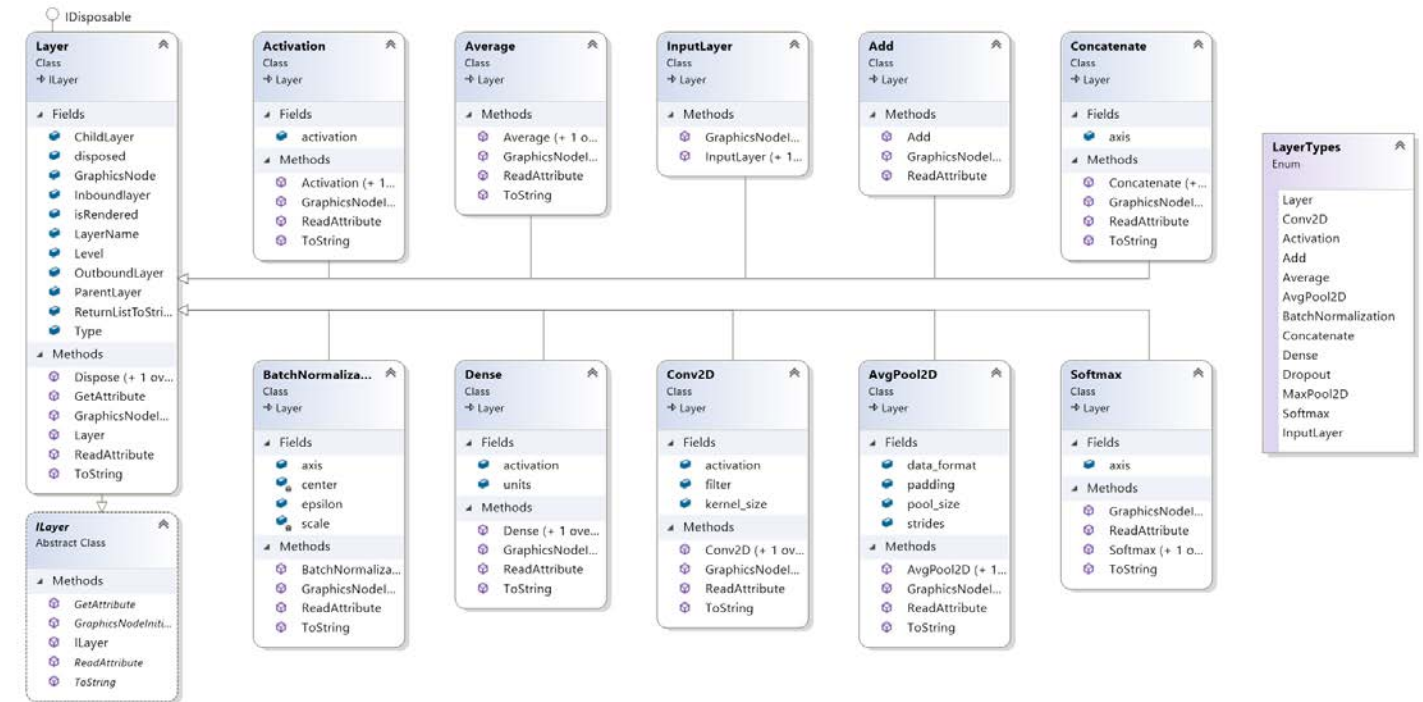 IDisposable
Layer
Class
ILayer
Fields
ChildLayer
disposed
GraphicsNode
Inboundlayer
isRendered
LayerName
Level
OutboundLayer
ParentLayer
ReturnListToStri...
Type
Methods
Dispose (+ 1 ov...
GetAttribute
GraphicsNodeI...
Layer
ReadAttribute
ToString
ILayer
Abstract Class
Methods
GetAttribute
GraphicsNodeIniti...
ILayer
ReadAttribute
ToString
Activation
Class
Layer
Fields
activation
Methods
Activation (+ 1...
GraphicsNodeI...
ReadAttribute
ToString
Average
Class
Layer
Methods
Average (+ 1 o...
GraphicsNodeI...
ReadAttribute
ToString
InputLayer
Class
Layer
Methods
GraphicsNodeI...
InputLayer (+ 1...
Add
Class
Layer
Methods
Add
GraphicsNodeI...
ReadAttribute
Concatenate
Class
Layer
Fields
axis
Methods
Concatenate (+...
GraphicsNodeI...
ReadAttribute
ToString
BatchNormaliza...
Class
Layer
Fields
axis
center
epsilon
scale
Methods
BatchNormaliza...
GraphicsNodeI...
ReadAttribute
ToString
Dense
Class
Layer
Fields
activation
units
Methods
Dense (+ 1 ove...
GraphicsNodeI...
ReadAttribute
ToString
Conv2D
Class
Layer
Fields
activation
filter
kernel_size
Methods
Conv2D (+ 1 ov...
GraphicsNodeI...
ReadAttribute
ToString
AvgPool2D
Class
Layer
Fields
data_format
padding
pool_size
strides
Methods
AvgPool2D (+ 1...
GraphicsNodeI...
ReadAttribute
ToString
Softmax
Class
Layer
Fields
axis
Methods
GraphicsNodeI...
ReadAttribute
Softmax (+ 1 o...
ToString
LayerTypes
Enum
Layer
Conv2D
Activation
Add
Average
AvgPool2D
BatchNormalization
Concatenate
Dense
Dropout
MaxPool2D
Softmax
InputLayer